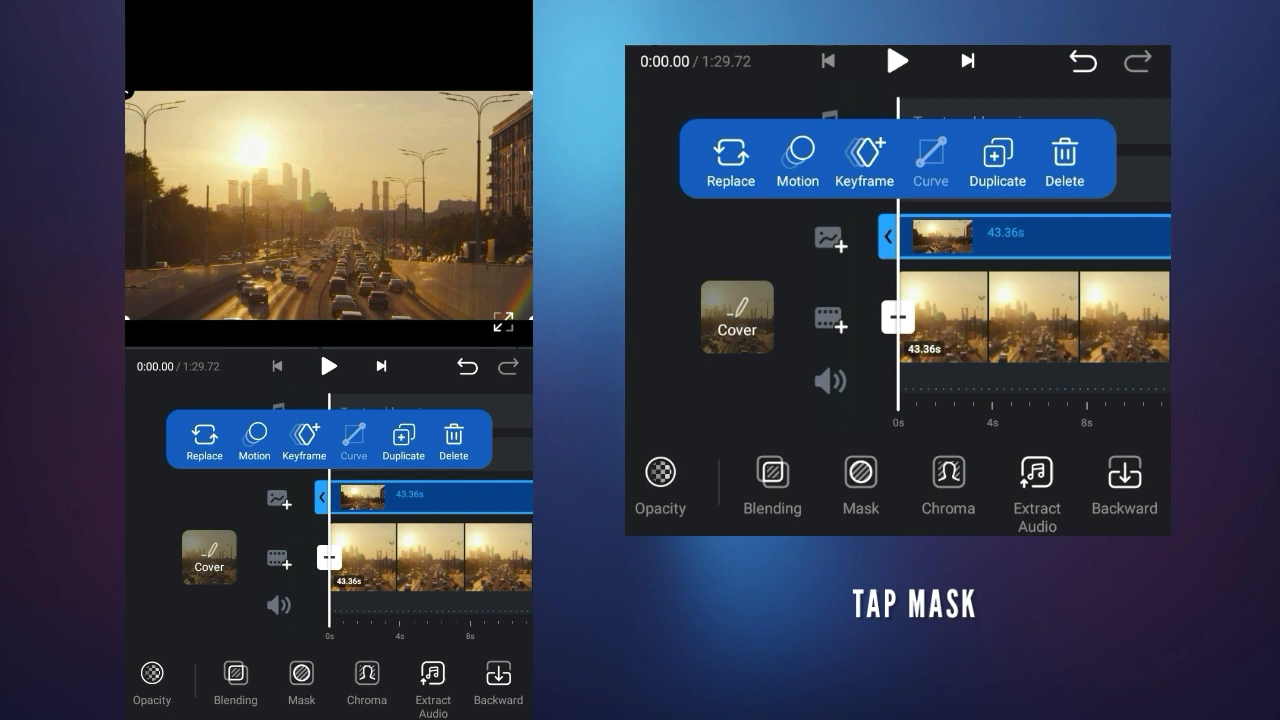 0:00.00 / 1:29.72
Replace Motion Keyframe Curve Duplicate Delete
43.36s
Cover
43.36s
0s 4s 8s
Opacity Blending Mask Chroma Extract Audio Backward
0:00.00 / 1:29.72
Replace Motion Keyframe Curve Duplicate Delete
43.36s
Cover
43.36s
0s 4s 8s
Opacity Blending Mask Chroma Extract Audio Backward
TAP MASK